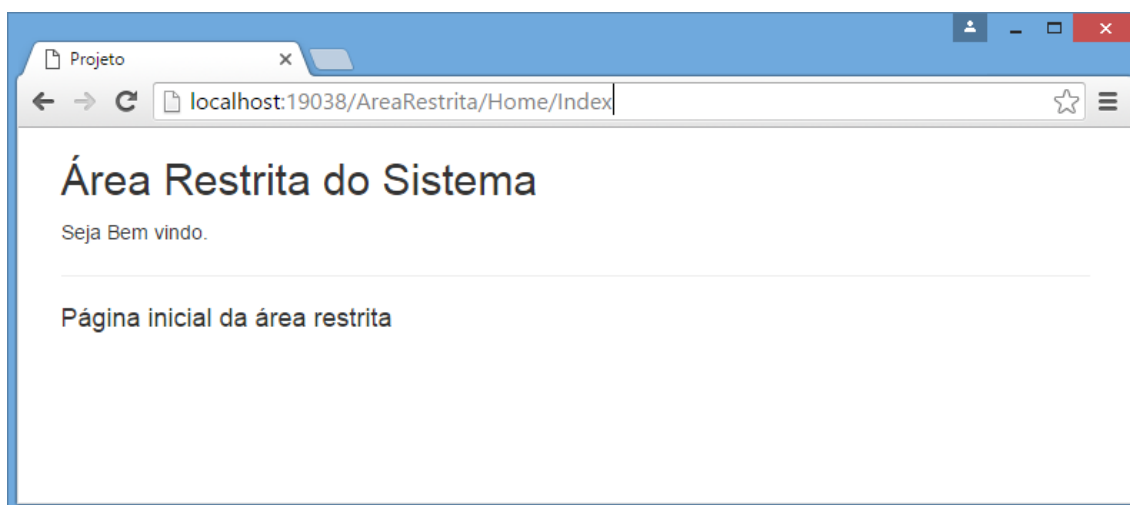 Projeto
localhost:19038/AreaRestrita/Home/Index
Área Restrita do Sistema
Seja Bem vindo.
Página inicial da área restrita